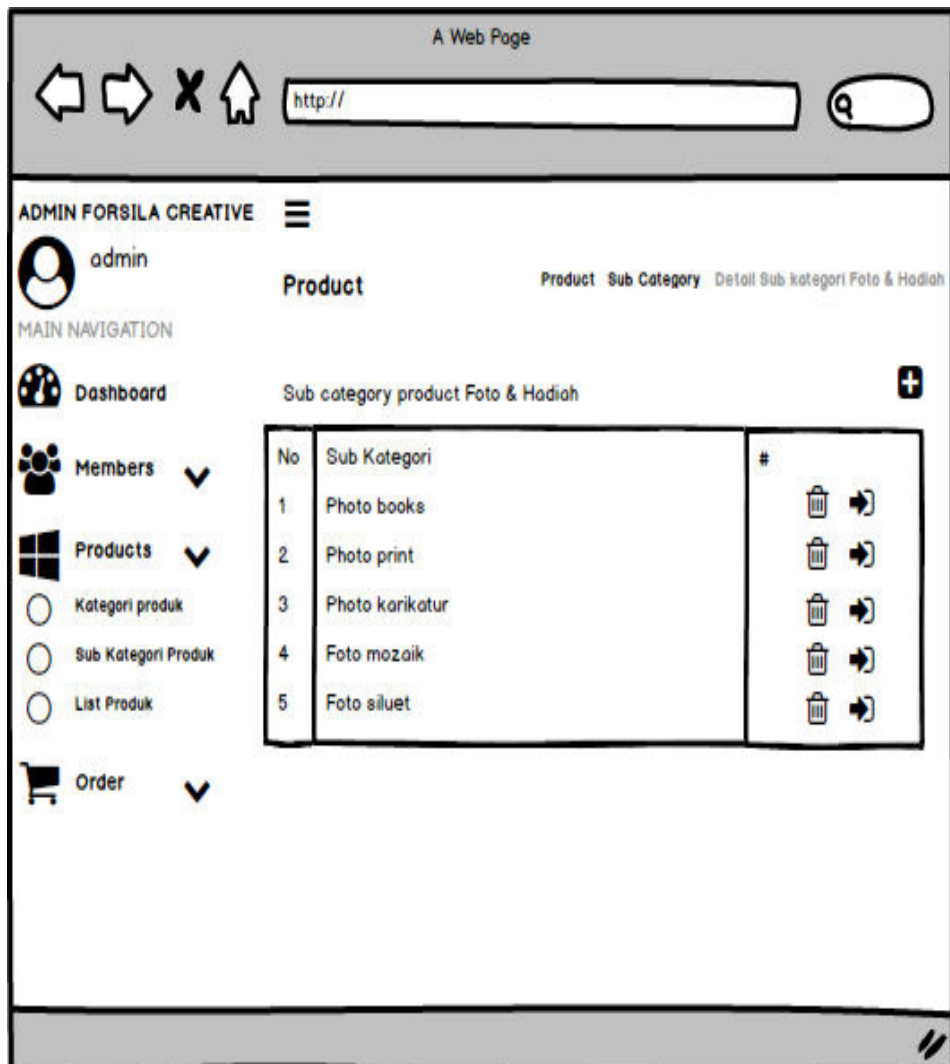 A Web Page
http://
ADMIN FORSILA CREATIVE
admin
MAIN NAVIGATION
Dashboard
Members
Products
Kategori produk
Sub Kategori Produk
List Produk
Order
Product
Product Sub Category Detail Sub kategori Foto & Hadiah
Sub category product Foto & Hadiah
No Sub Kategori #
1 Photo books
2 Photo print
3 Photo karikatur
4 Foto mozaik
5 Foto siluet